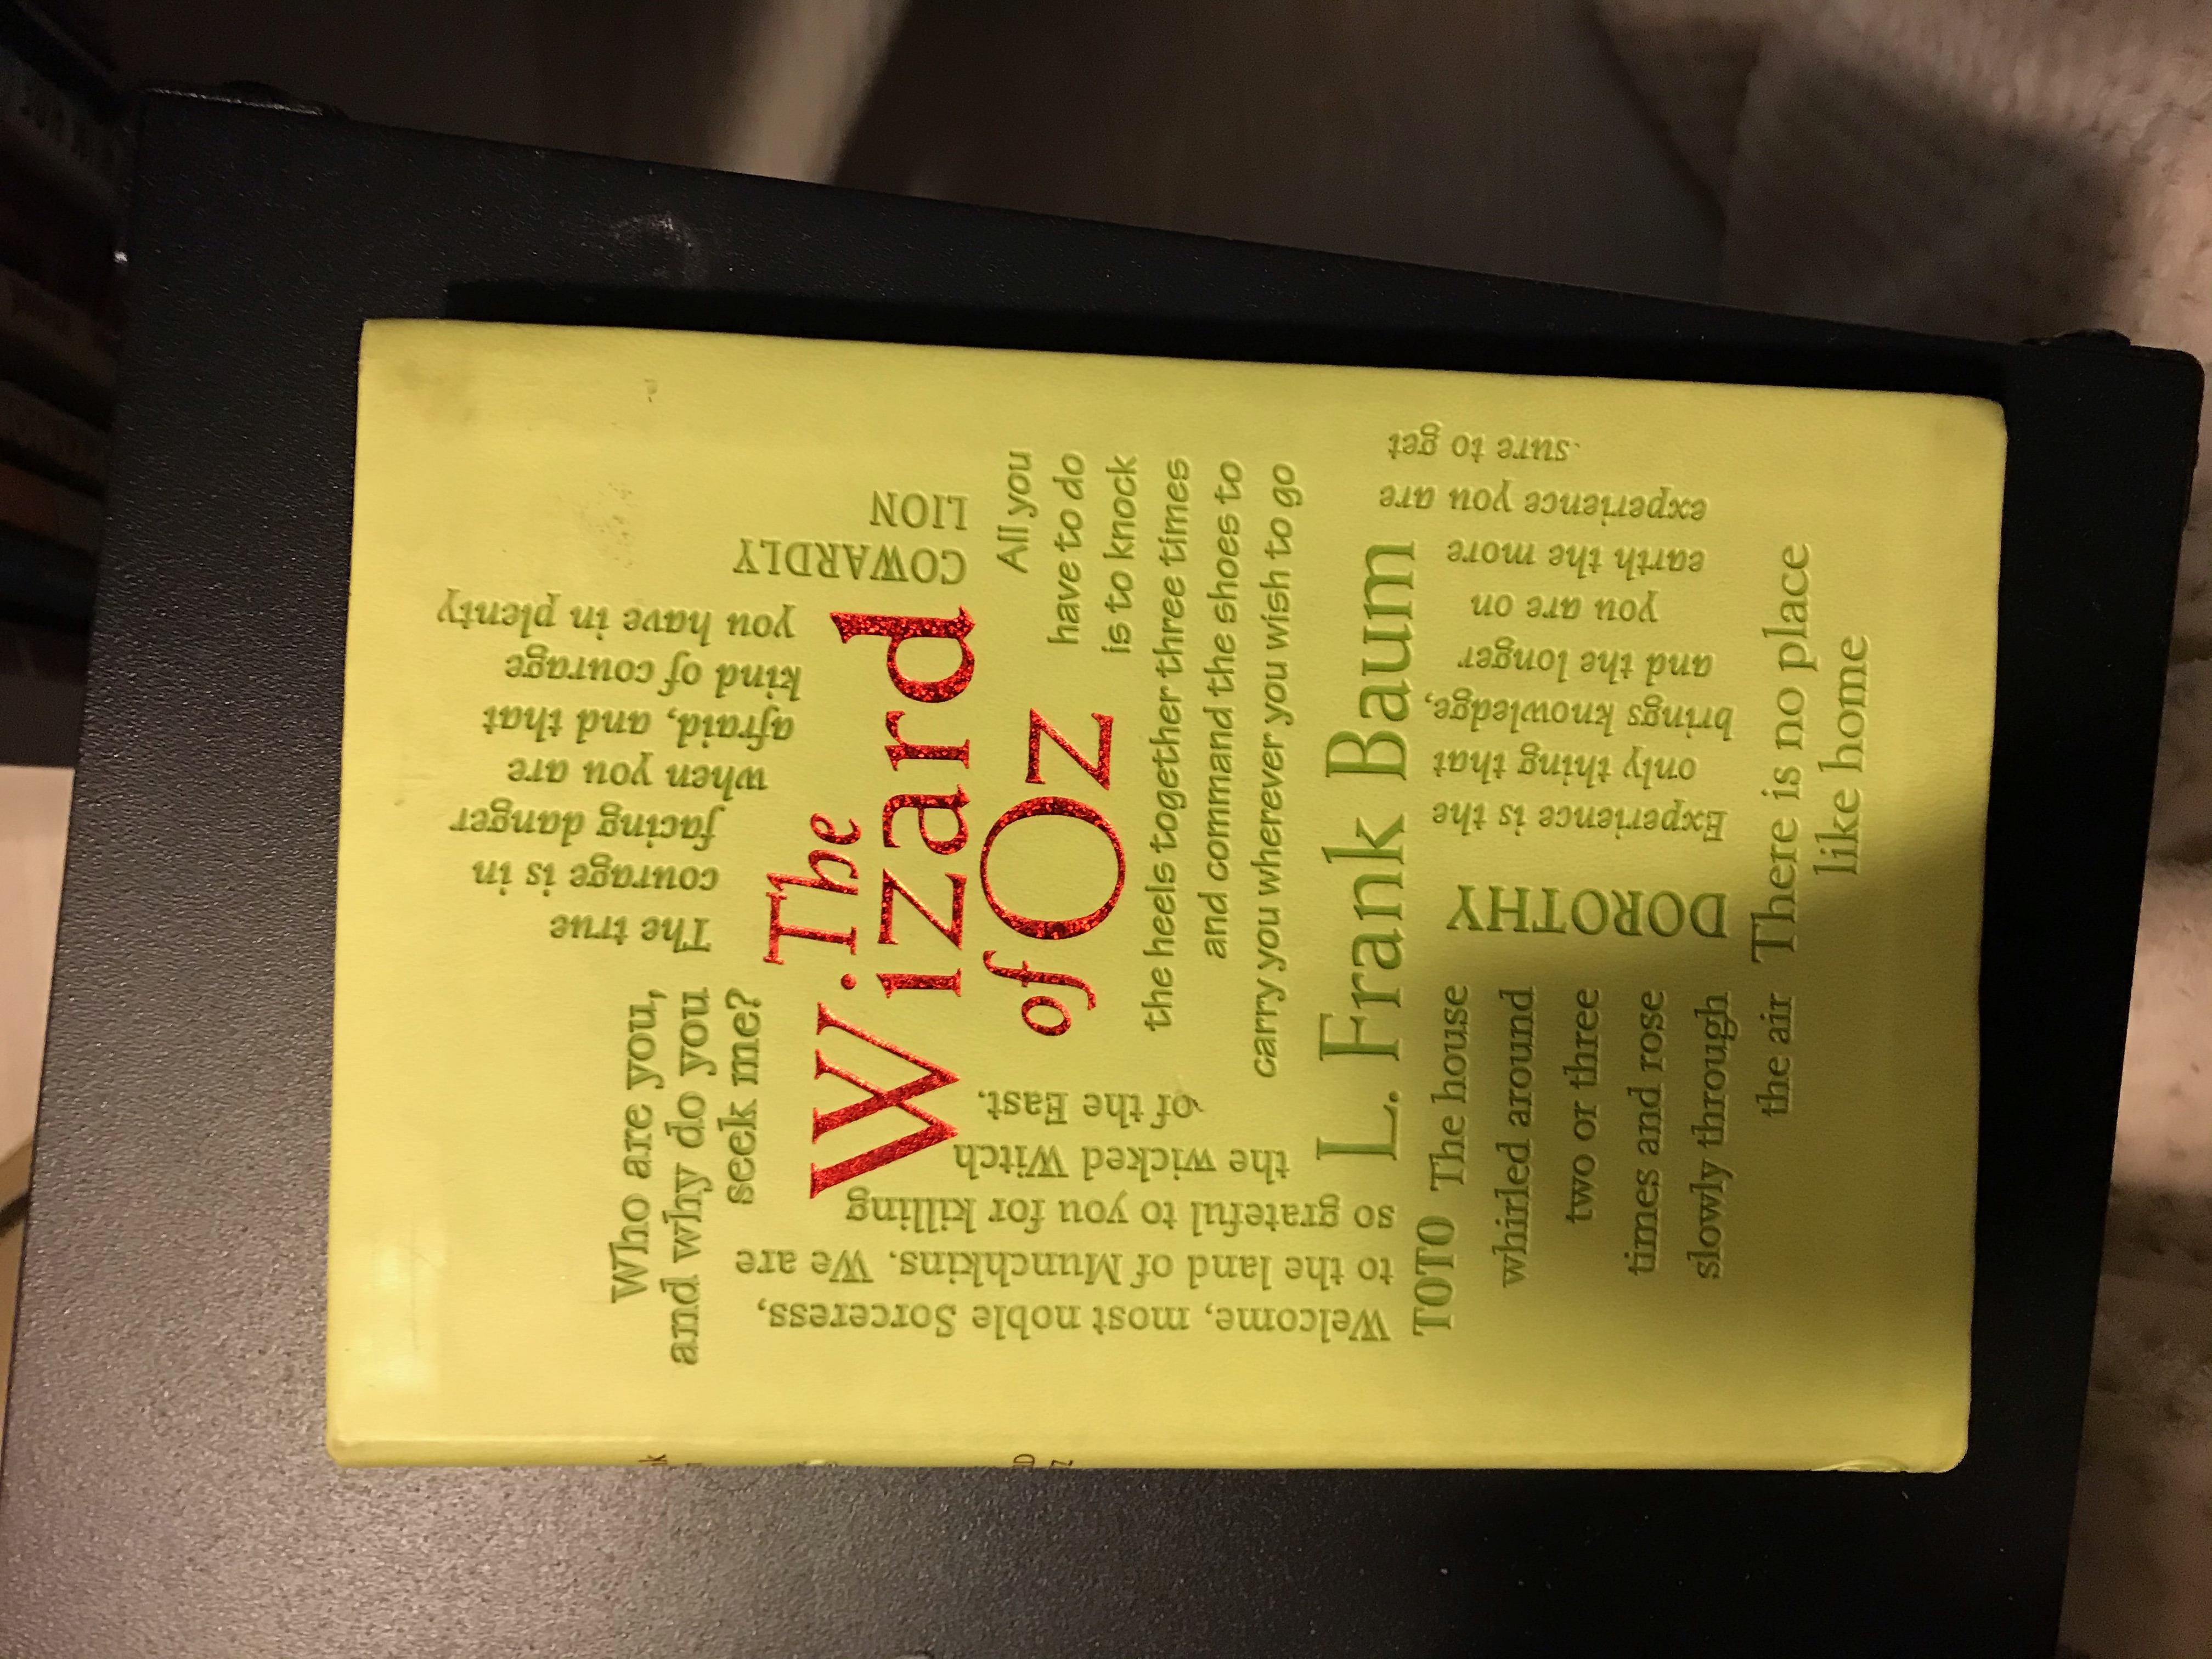 Who are you,
and why do you
seek me?
The true
courage is in
facing danger
when you are
afraid, and that
kind of courage
you have in plenty
COWARDLY
LION
Welcome, most noble Sorceress,
to the land of Munchkins. We are
so grateful to you for killing
the wicked Witch
of the East.
The
Wizard
of Oz
All you
have to do
is to knock
the heels together three times
and command the shoes to
carry you wherever you wish to go
L. Frank Baum
TOTO
The house
whirled around
two or three
times and rose
slowly through
the air
DOROTHY
Experience is the
only thing that
brings knowledge,
and the longer
you are on
earth the more
experience you are
sure to get
There is no place
like home